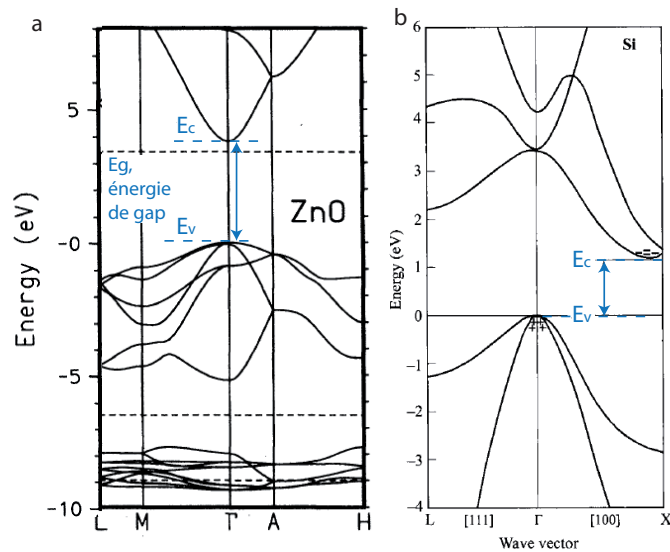 a
Energy (eV)
5
-0
-5
-10
Ec
Eg,
énergie
de gap
Ev
ZnO
L M Γ A H
b
Si
Energy (eV)
6
5
4
3
2
1
0
-1
-2
-3
-4
Ec
Ev
L [111] Γ [100] X
Wave vector